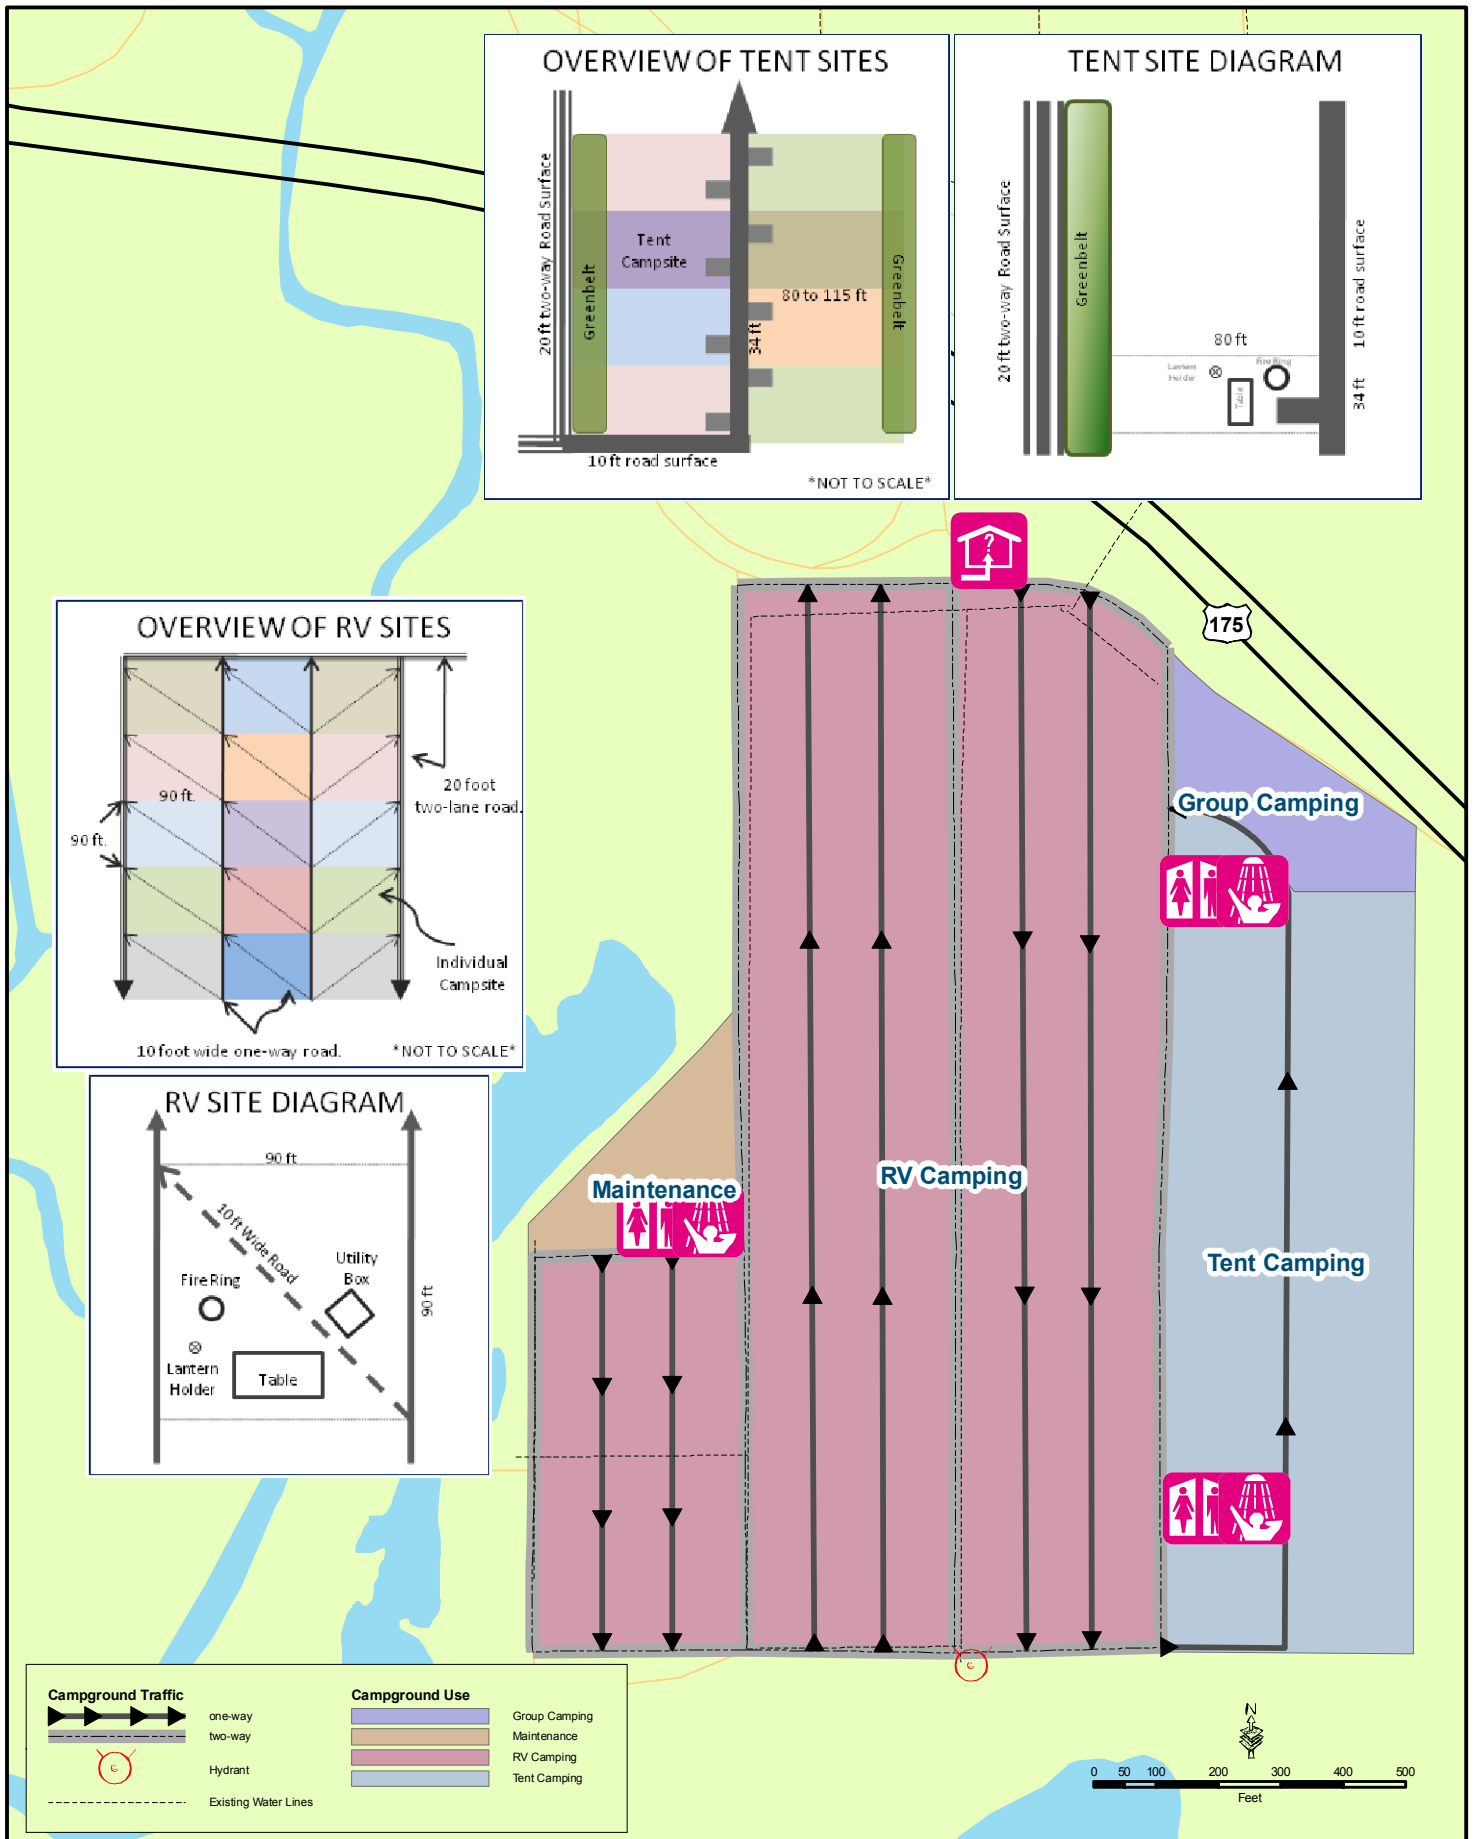 OVERVIEW OF TENT SITES
20 ft two-way Road Surface
Greenbelt
Tent
Campsite
80 to 115 ft
34 ft
Greenbelt
10 ft road surface
*NOT TO SCALE*
TENT SITE DIAGRAM
20 ft two-way Road Surface
Greenbelt
80 ft
Lantern
Holder
Fire Ring
Table
10 ft road surface
34 ft
?
175
OVERVIEW OF RV SITES
90 ft.
90 ft.
20 foot
two-lane road.
Individual
Campsite
10 foot wide one-way road.
*NOT TO SCALE*
Group Camping
RV SITE DIAGRAM
90 ft
10 ft Wide Road
Utility
Box
Fire Ring
90 ft
Lantern
Holder
Table
Maintenance
RV Camping
Tent Camping
Campground Traffic
one-way
two-way
Hydrant
Existing Water Lines
Campground Use
Group Camping
Maintenance
RV Camping
Tent Camping
N
0 50 100 200 300 400 500
Feet